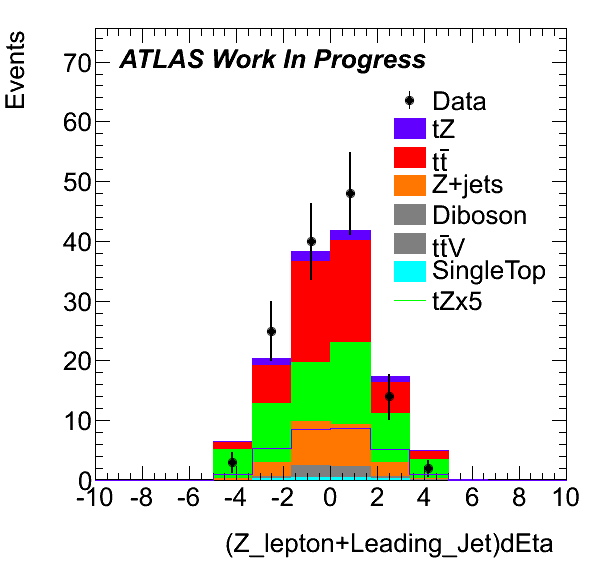 Events
ATLAS Work In Progress
70
60
50
40
30
20
10
0
Data
tZ
tt̄
Z+jets
Diboson
tt̄V
SingleTop
tZx5
-10 -8 -6 -4 -2 0 2 4 6 8 10
(Z_lepton+Leading_Jet)dEta